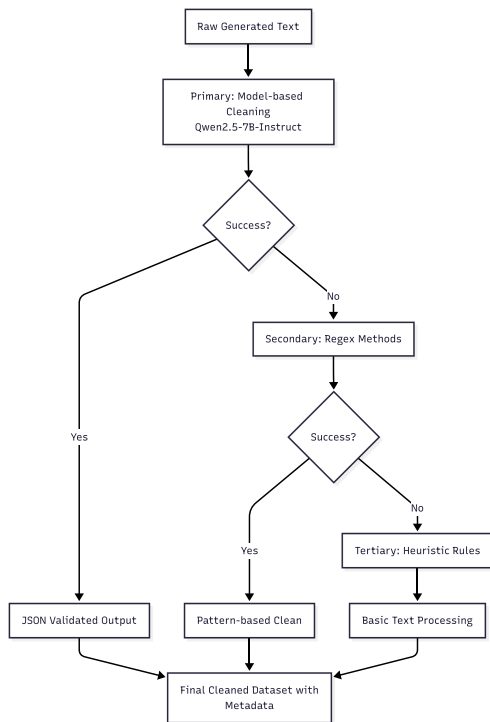 Raw Generated Text
Primary: Model-based
Cleaning
Qwen2.5-7B-Instruct
Success?
No
Secondary: Regex Methods
Success?
Yes
No
Tertiary: Heuristic Rules
Yes
JSON Validated Output
Pattern-based Clean
Basic Text Processing
Final Cleaned Dataset with
Metadata